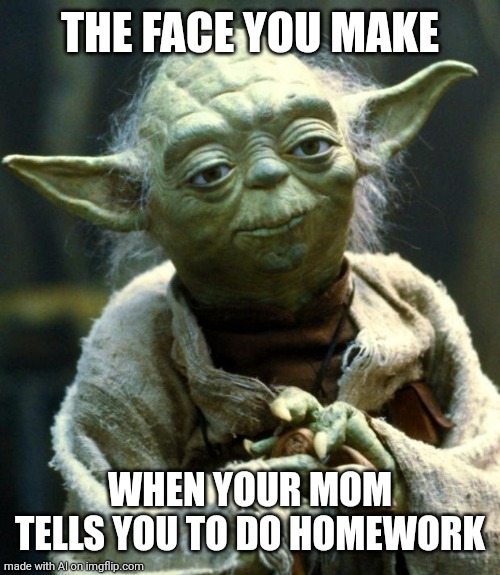 THE FACE YOU MAKE
WHEN YOUR MOM
TELLS YOU TO DO HOMEWORK
made with AI on imgflip.com